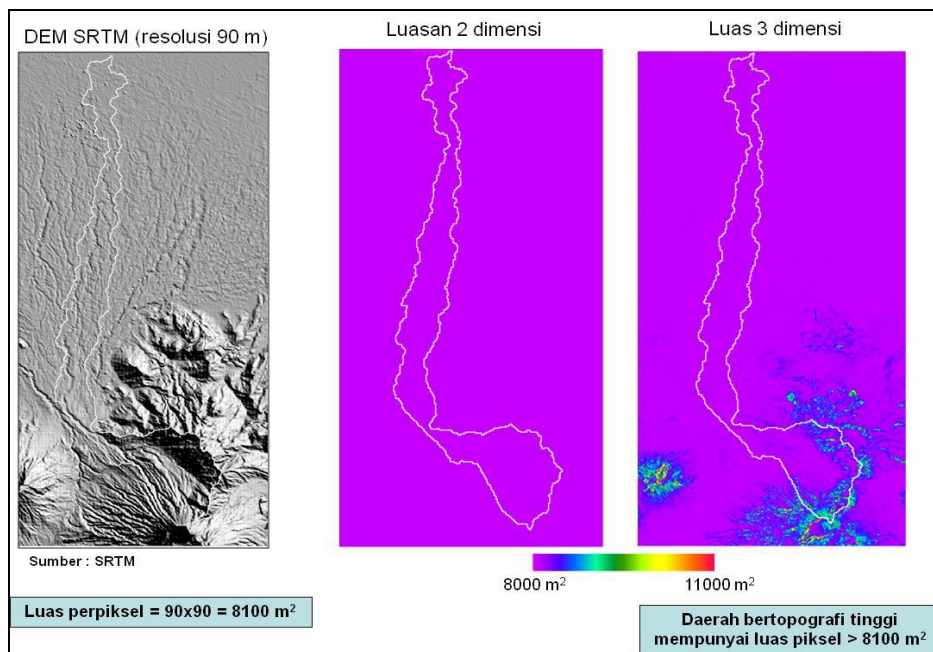 DEM SRTM (resolusi 90 m)
Luasan 2 dimensi
Luas 3 dimensi
Sumber : SRTM
8000 m²
11000 m²
Luas perpiksel = 90x90 = 8100 m²
Daerah bertopografi tinggi
mempunyai luas piksel > 8100 m²